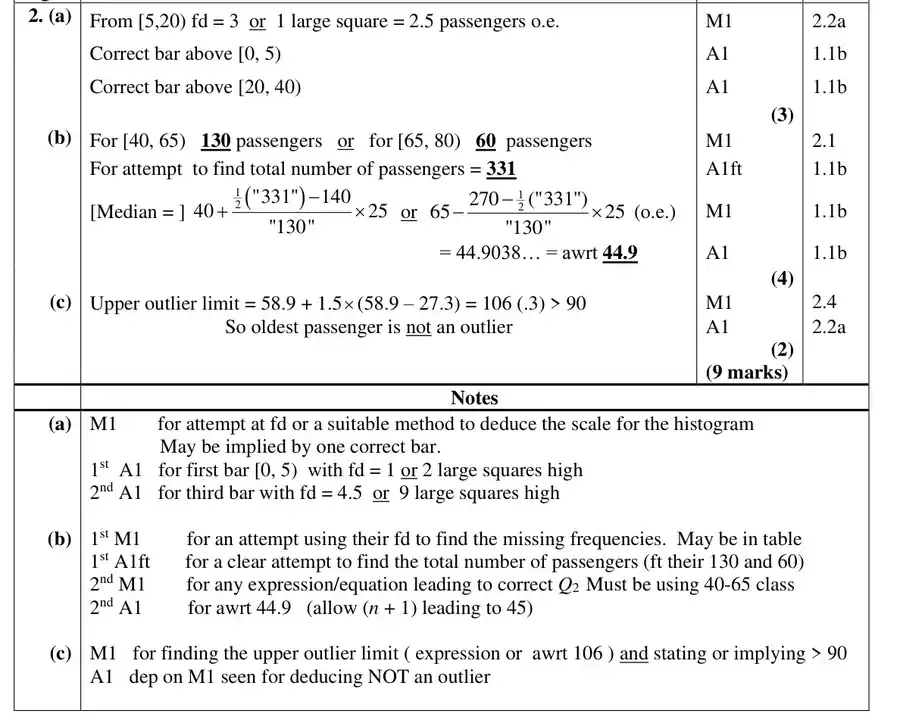 2. (a) From [5,20) fd = 3 or 1 large square = 2.5 passengers o.e. M1 2.2a
Correct bar above [0, 5) A1 1.1b
Correct bar above [20, 40) A1 1.1b
(3)
(b) For [40, 65) 130 passengers or for [65, 80) 60 passengers M1 2.1
For attempt to find total number of passengers = 331 A1ft 1.1b
[Median = ] 40 + (½("331") − 140)/"130" × 25 or 65 − (270 − ½("331"))/"130" × 25 (o.e.) M1 1.1b
= 44.9038… = awrt 44.9 A1 1.1b
(4)
(c) Upper outlier limit = 58.9 + 1.5 × (58.9 – 27.3) = 106 (.3) > 90 M1 2.4
So oldest passenger is not an outlier A1 2.2a
(2)
(9 marks)
Notes
(a) M1 for attempt at fd or a suitable method to deduce the scale for the histogram
May be implied by one correct bar.
1st A1 for first bar [0, 5) with fd = 1 or 2 large squares high
2nd A1 for third bar with fd = 4.5 or 9 large squares high
(b) 1st M1 for an attempt using their fd to find the missing frequencies. May be in table
1st A1ft for a clear attempt to find the total number of passengers (ft their 130 and 60)
2nd M1 for any expression/equation leading to correct Q2 Must be using 40-65 class
2nd A1 for awrt 44.9 (allow (n + 1) leading to 45)
(c) M1 for finding the upper outlier limit ( expression or awrt 106 ) and stating or implying > 90
A1 dep on M1 seen for deducing NOT an outlier